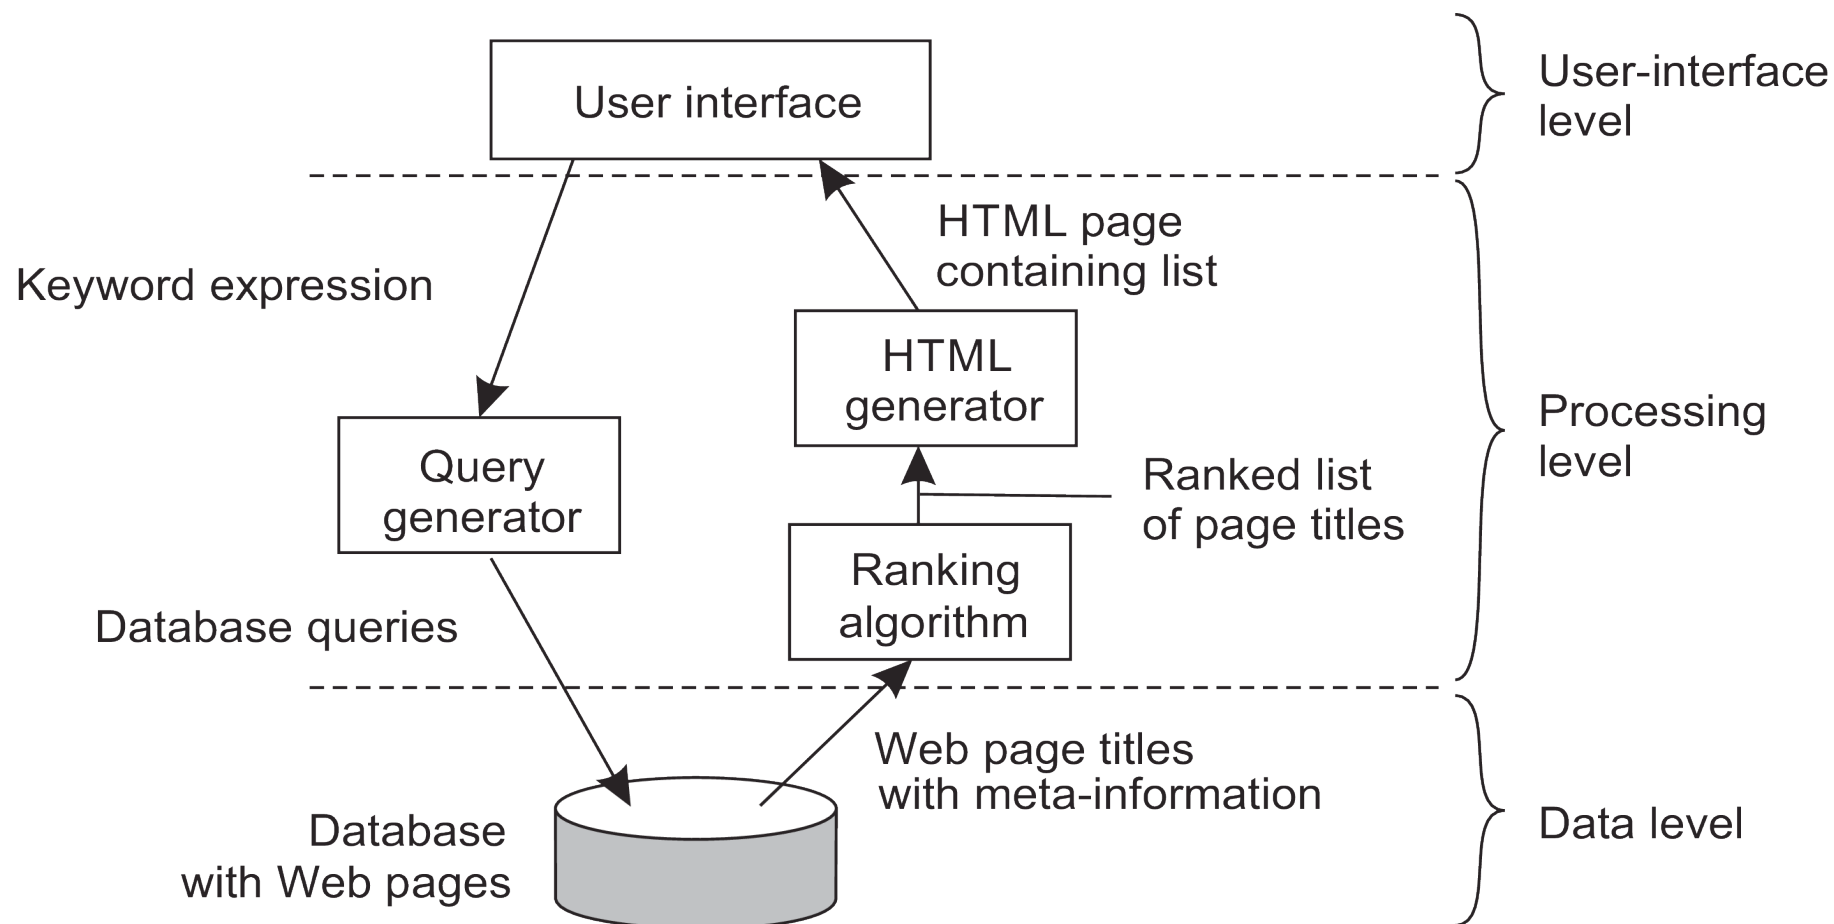 User interface
User-interface
level
Keyword expression
HTML page
containing list
HTML
generator
Query
generator
Ranked list
of page titles
Processing
level
Ranking
algorithm
Database queries
Web page titles
with meta-information
Database
with Web pages
Data level